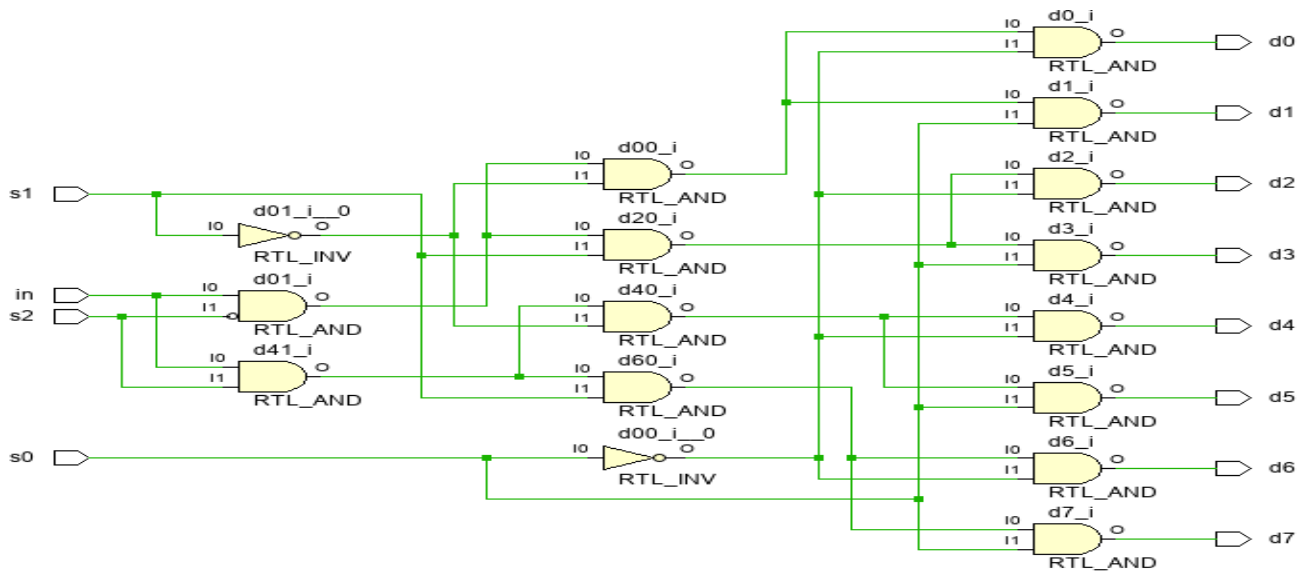 d0_i
I0
I1
O
RTL_AND
d0
d1_i
I0
I1
O
RTL_AND
d1
d00_i
I0
I1
O
RTL_AND
d2_i
I0
I1
O
RTL_AND
d2
s1
d01_i__0
I0
O
RTL_INV
d20_i
I0
I1
O
RTL_AND
d3_i
I0
I1
O
RTL_AND
d3
in
s2
d01_i
I0
I1
O
RTL_AND
d40_i
I0
I1
O
RTL_AND
d4_i
I0
I1
O
RTL_AND
d4
d41_i
I0
I1
O
RTL_AND
d60_i
I0
I1
O
RTL_AND
d5_i
I0
I1
O
RTL_AND
d5
s0
d00_i__0
I0
O
RTL_INV
d6_i
I0
I1
O
RTL_AND
d6
d7_i
I0
I1
O
RTL_AND
d7